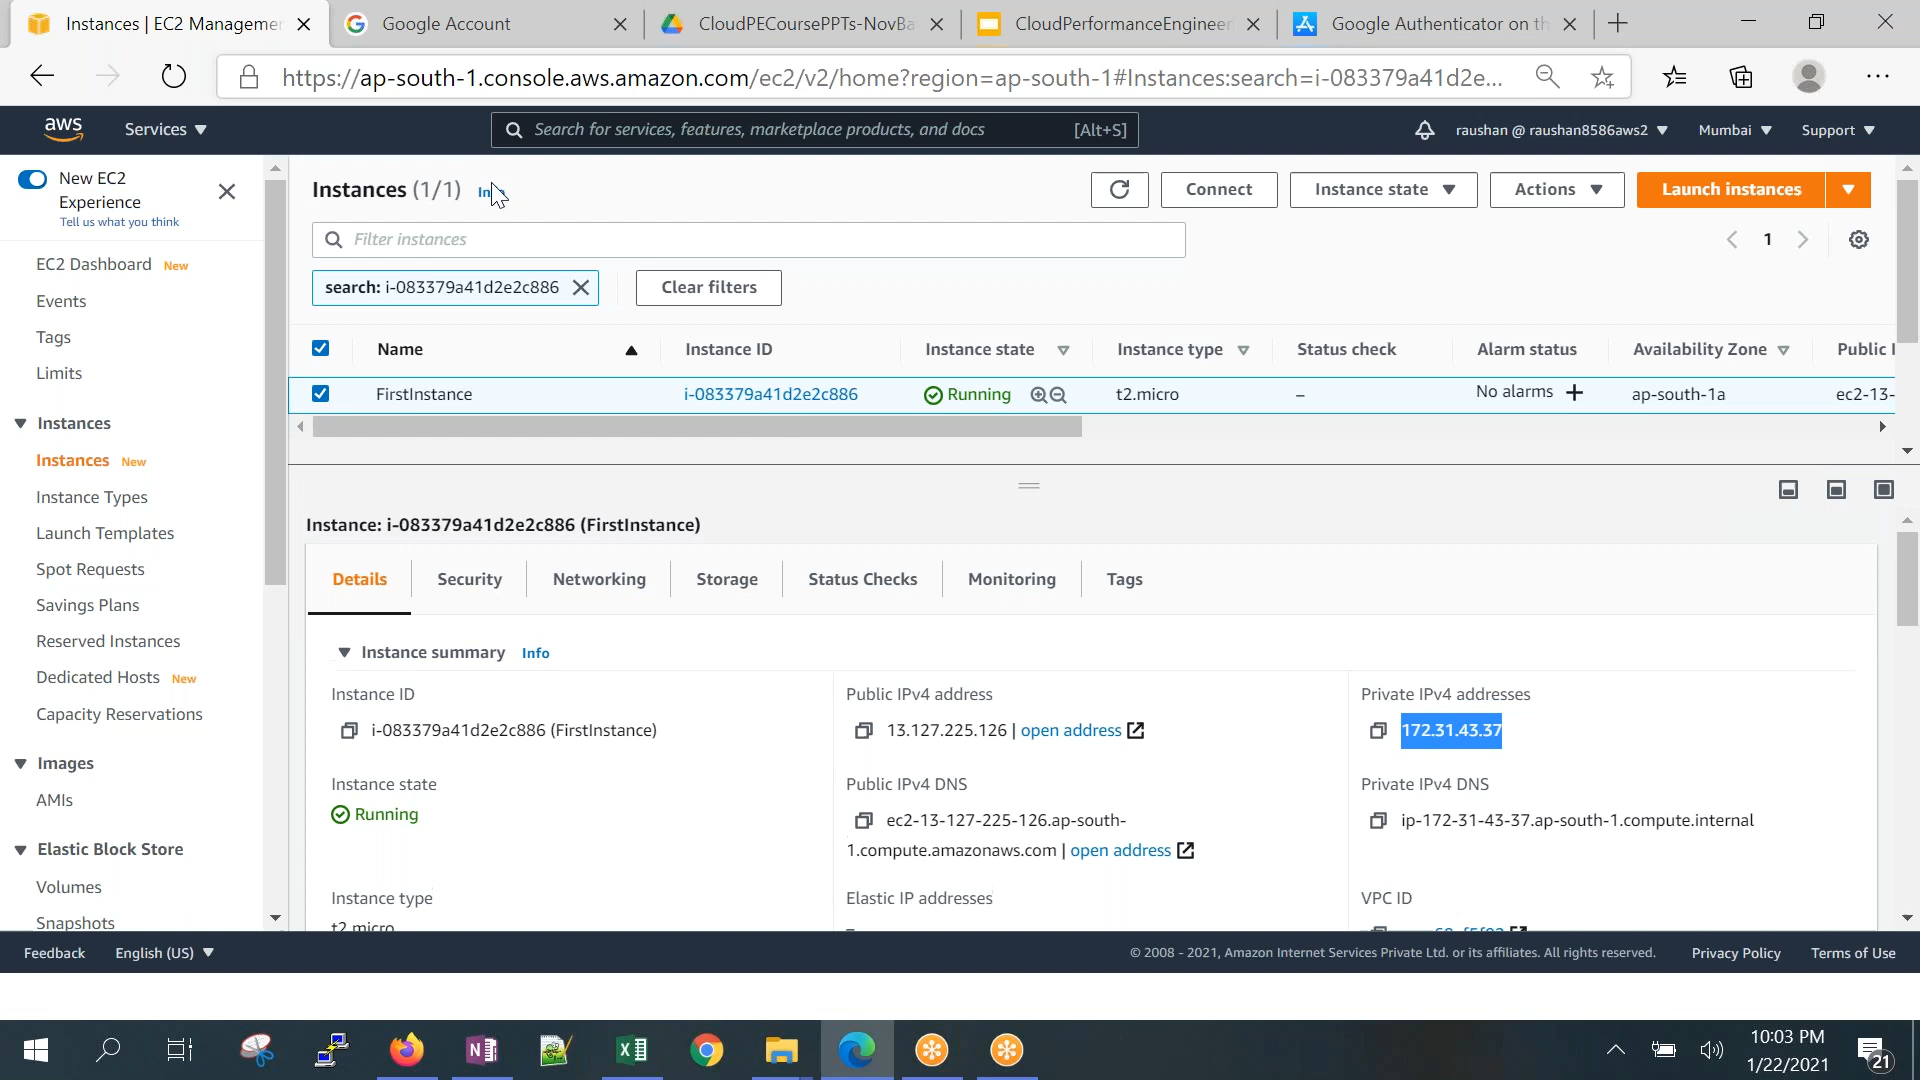 Instances | EC2 Managemen
Google Account
CloudPECoursePPTs-NovBa
CloudPerformanceEngineer
Google Authenticator on th
https://ap-south-1.console.aws.amazon.com/ec2/v2/home?region=ap-south-1#Instances:search=i-083379a41d2e...
aws
Services
Search for services, features, marketplace products, and docs [Alt+S]
raushan @ raushan8586aws2
Mumbai
Support
New EC2
Experience
Tell us what you think
EC2 Dashboard New
Events
Tags
Limits
Instances
Instances New
Instance Types
Launch Templates
Spot Requests
Savings Plans
Reserved Instances
Dedicated Hosts New
Capacity Reservations
Images
AMIs
Elastic Block Store
Volumes
Snapshots
Instances (1/1)
Connect
Instance state
Actions
Launch instances
Filter instances
1
search: i-083379a41d2e2c886
Clear filters
Name Instance ID Instance state Instance type Status check Alarm status Availability Zone Public I
FirstInstance i-083379a41d2e2c886 Running t2.micro – No alarms ap-south-1a ec2-13-
Instance: i-083379a41d2e2c886 (FirstInstance)
Details Security Networking Storage Status Checks Monitoring Tags
Instance summary Info
Instance ID
i-083379a41d2e2c886 (FirstInstance)
Public IPv4 address
13.127.225.126 | open address
Private IPv4 addresses
172.31.43.37
Instance state
Running
Public IPv4 DNS
ec2-13-127-225-126.ap-south-
1.compute.amazonaws.com | open address
Private IPv4 DNS
ip-172-31-43-37.ap-south-1.compute.internal
Instance type
t2.micro
Elastic IP addresses
–
VPC ID
Feedback
English (US)
© 2008 - 2021, Amazon Internet Services Private Ltd. or its affiliates. All rights reserved.
Privacy Policy
Terms of Use
10:03 PM
1/22/2021
21